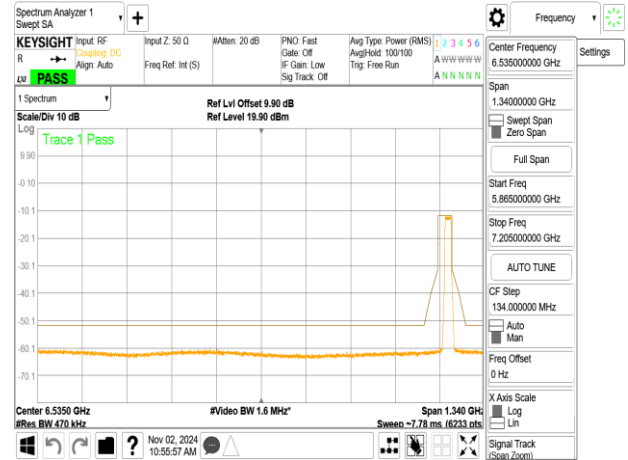 Spectrum Analyzer 1
Swept SA
Frequency
KEYSIGHT
R
LXI
PASS
Input: RF
Coupling: DC
Align: Auto
Input Z: 50 Ω
Freq Ref: Int (S)
#Atten: 20 dB
PNO: Fast
Gate: Off
IF Gain: Low
Sig Track: Off
Avg Type: Power (RMS)
Avg|Hold: 100/100
Trig: Free Run
1 2 3 4 5 6
A W W W W W
A N N N N N
1 Spectrum
Scale/Div 10 dB
Ref Lvl Offset 9.90 dB
Ref Level 19.90 dBm
Log
Trace 1 Pass
9.90
-0.10
-10.1
-20.1
-30.1
-40.1
-50.1
-60.1
-70.1
Center 6.5350 GHz
#Res BW 470 kHz
#Video BW 1.6 MHz*
Span 1.340 GHz
Sweep ~7.78 ms (6233 pts
Nov 02, 2024
10:55:57 AM
Center Frequency
6.535000000 GHz
Settings
Span
1.34000000 GHz
Swept Span
Zero Span
Full Span
Start Freq
5.865000000 GHz
Stop Freq
7.205000000 GHz
AUTO TUNE
CF Step
134.000000 MHz
Auto
Man
Freq Offset
0 Hz
X Axis Scale
Log
Lin
Signal Track
(Span Zoom)